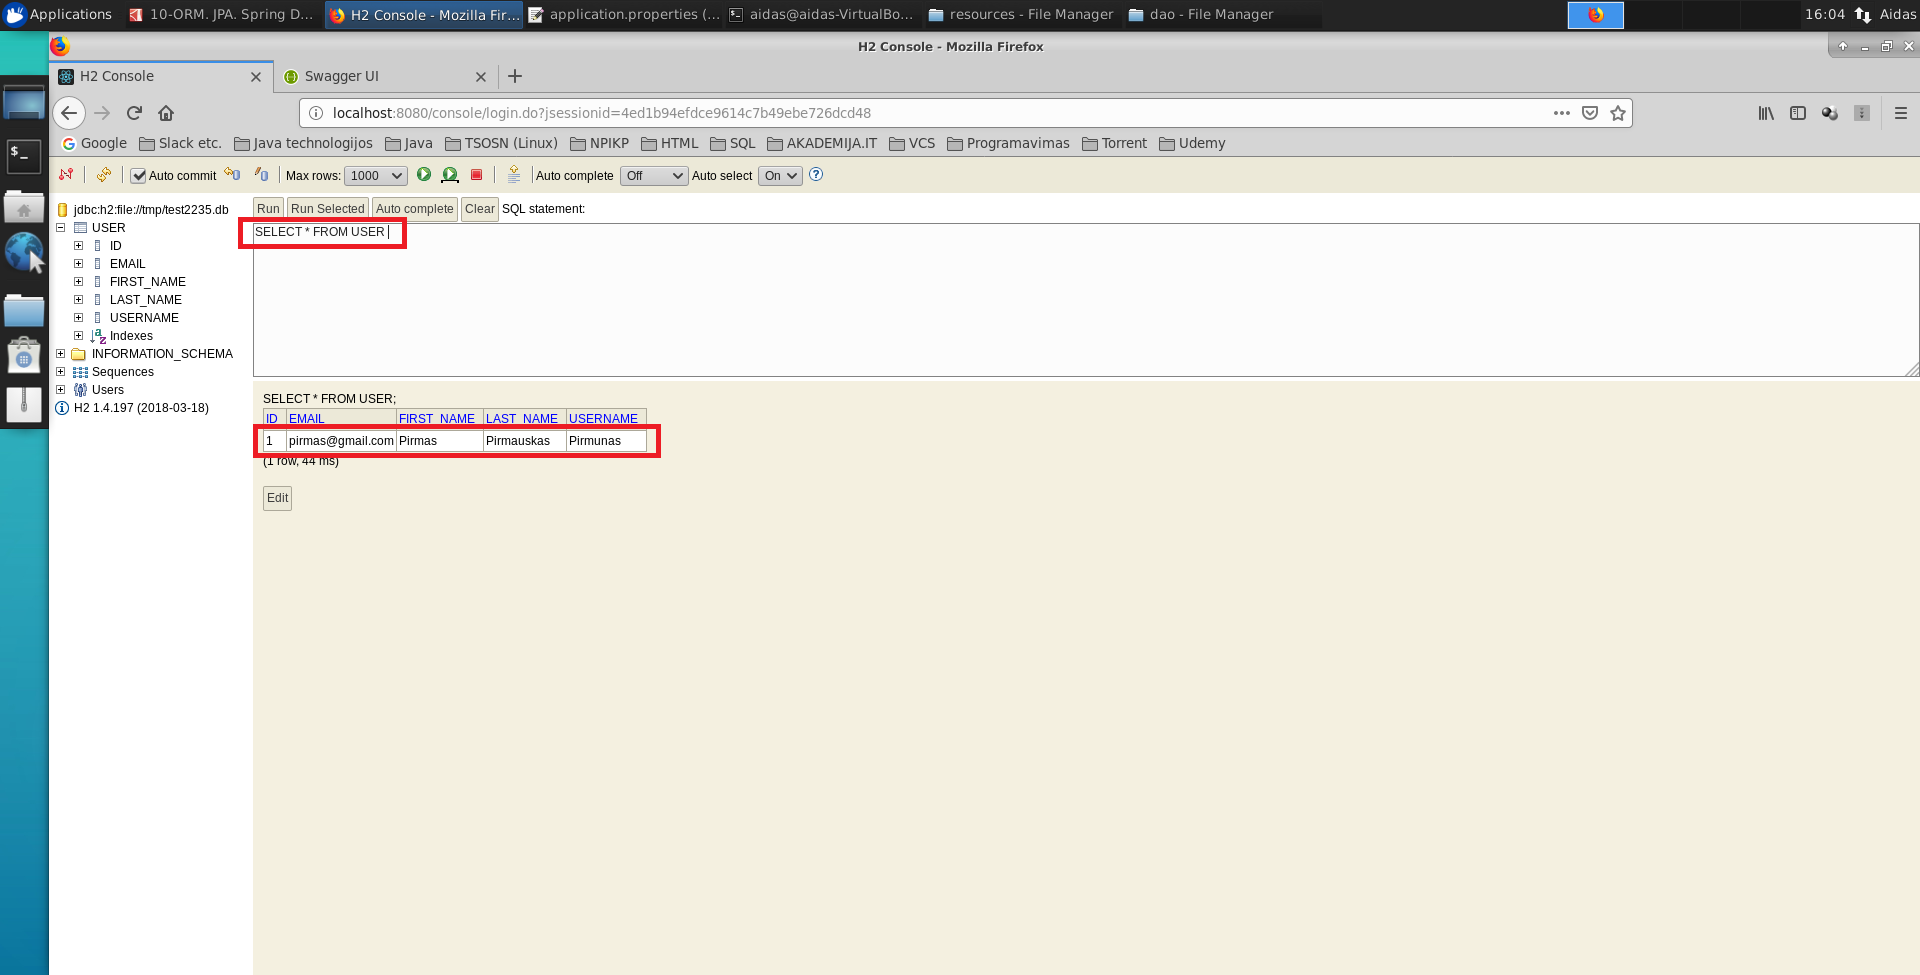 Applications 10-ORM. JPA. Spring D... H2 Console - Mozilla Fir... application.properties (... aidas@aidas-VirtualBo... resources - File Manager dao - File Manager 16:04 Aidas
H2 Console - Mozilla Firefox
H2 Console Swagger UI
localhost:8080/console/login.do?jsessionid=4ed1b94efdce9614c7b49ebe726dcd48
Google Slack etc. Java technologijos Java TSOSN (Linux) NPIKP HTML SQL AKADEMIJA.IT VCS Programavimas Torrent Udemy
Auto commit Max rows: 1000 Auto complete Off Auto select On
jdbc:h2:file://tmp/test2235.db
USER
ID
EMAIL
FIRST_NAME
LAST_NAME
USERNAME
Indexes
INFORMATION_SCHEMA
Sequences
Users
H2 1.4.197 (2018-03-18)
Run Run Selected Auto complete Clear SQL statement:
SELECT * FROM USER
SELECT * FROM USER;
ID EMAIL FIRST_NAME LAST_NAME USERNAME
1 pirmas@gmail.com Pirmas Pirmauskas Pirmunas
(1 row, 44 ms)
Edit